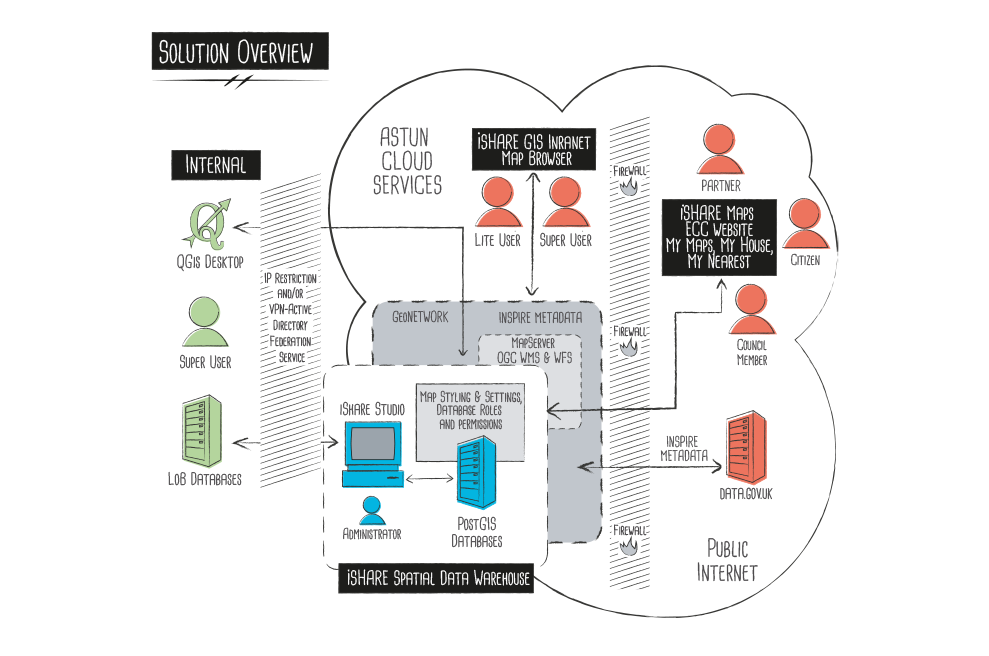 Solution Overview
Internal
QGis Desktop
Super User
LoB Databases
IP Restriction
and/or
VPN-Active
Directory
Federation
Service
Astun
Cloud
Services
iSHARE GIS Inranet
Map Browser
Lite User
Super User
GeoNetwork
INSPIRE Metadata
MapServer
OGC WMS & WFS
iSHARE Studio
Map Styling & Settings,
Database Roles
and permissions
Administrator
PostGIS
Databases
iSHARE Spatial Data Warehouse
Firewall
Firewall
Firewall
Partner
iSHARE Maps
ECC Website
My Maps, My House,
My Nearest
Citizen
Council
Member
INSPIRE
Metadata
Data.gov.uk
Public
Internet